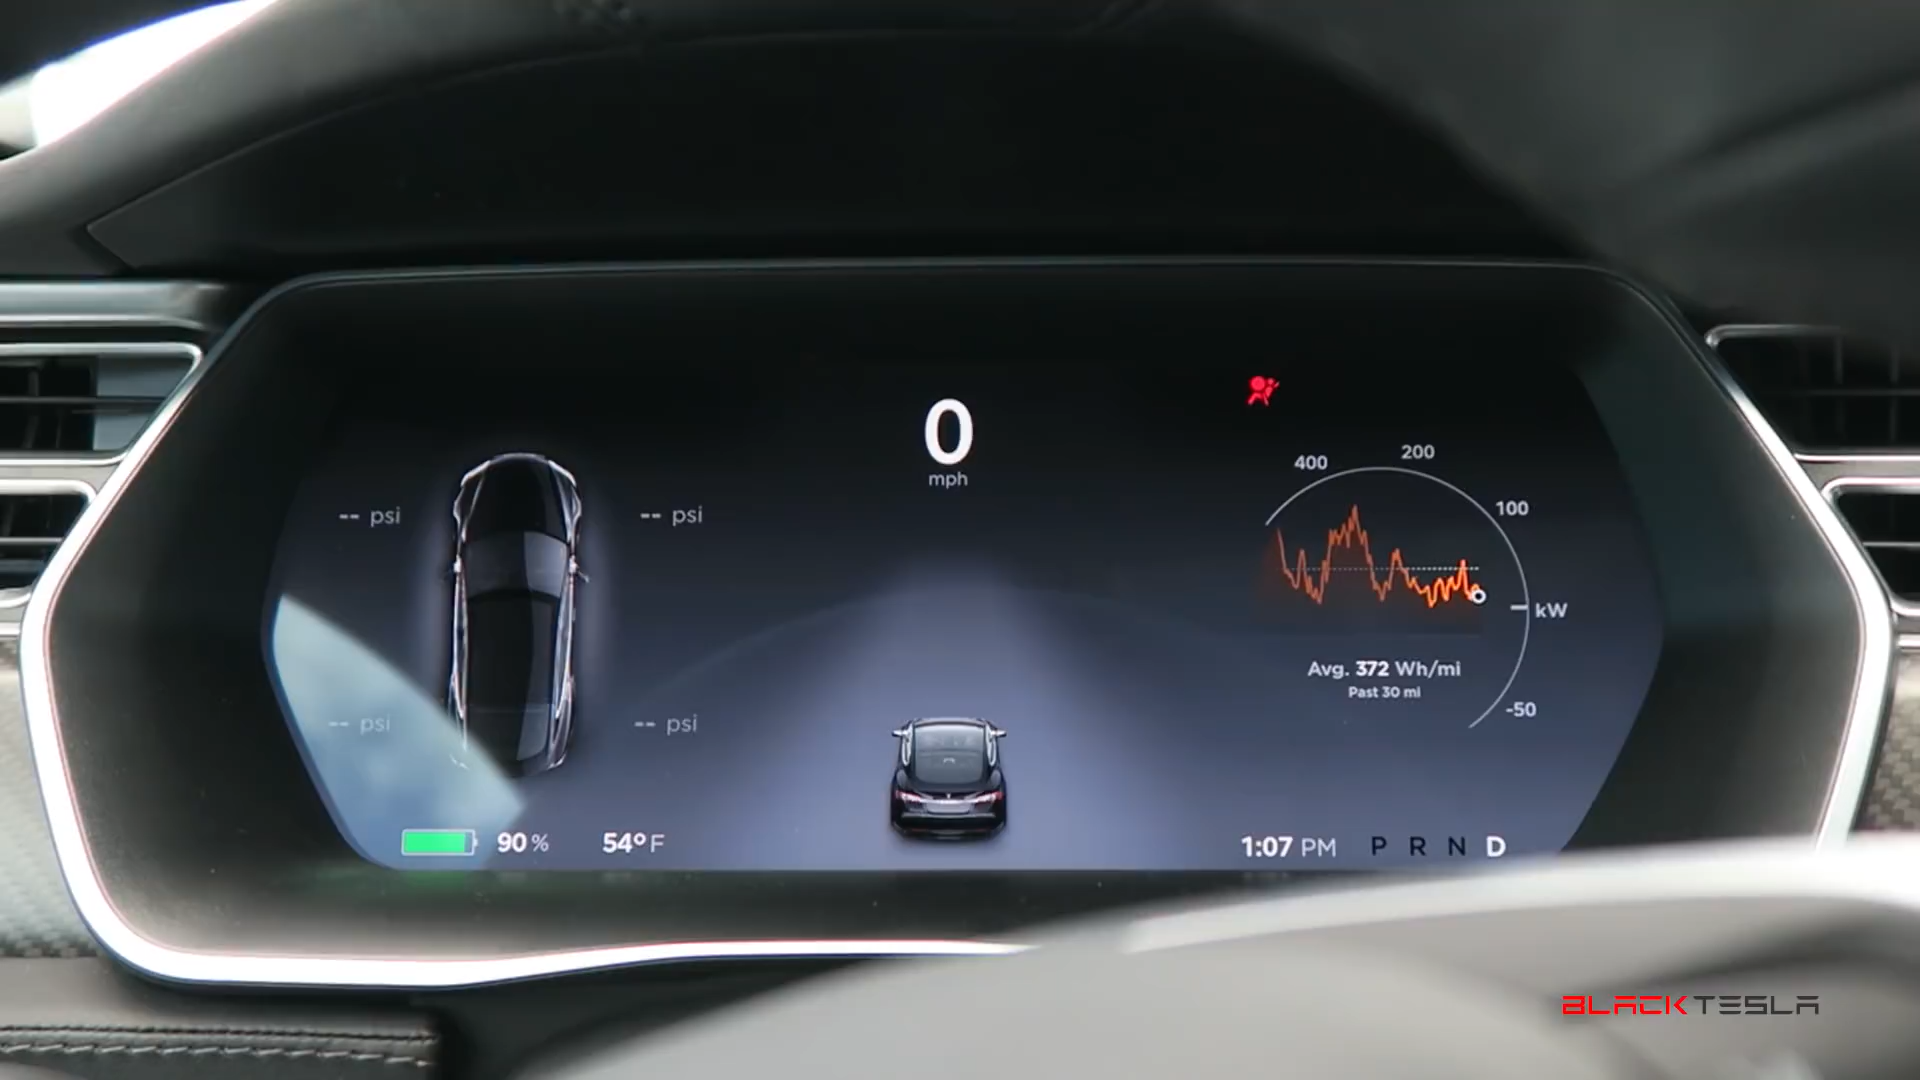 0
mph
400
200
100
kW
-50
-- psi
-- psi
-- psi
-- psi
Avg. 372 Wh/mi
Past 30 mi
90 %
54° F
1:07 PM
P R N D
BLACKTESLA